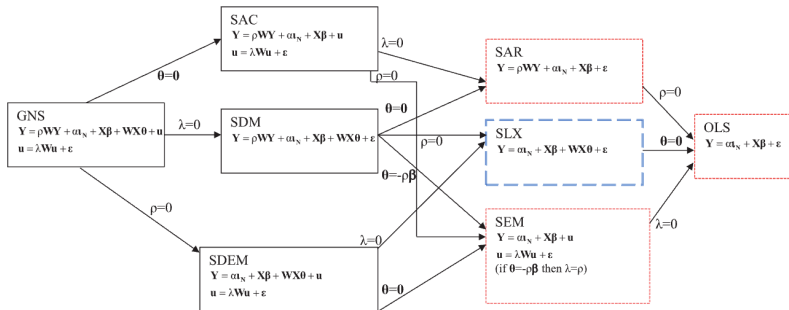 SAC
Y = ρWY + αι_N + Xβ + u
u = λWu + ε
λ=0
ρ=0
θ=0
SAR
Y = ρWY + αι_N + Xβ + ε
ρ=0
GNS
Y = ρWY + αι_N + Xβ + WXθ + u
u = λWu + ε
λ=0
SDM
Y = ρWY + αι_N + Xβ + WXθ + ε
θ=0
ρ=0
θ=-ρβ
SLX
Y = αι_N + Xβ + WXθ + ε
θ=0
OLS
Y = αι_N + Xβ + ε
ρ=0
SDEM
Y = αι_N + Xβ + WXθ + u
u = λWu + ε
λ=0
θ=0
SEM
Y = αι_N + Xβ + u
u = λWu + ε
(if θ=-ρβ then λ=ρ)
λ=0